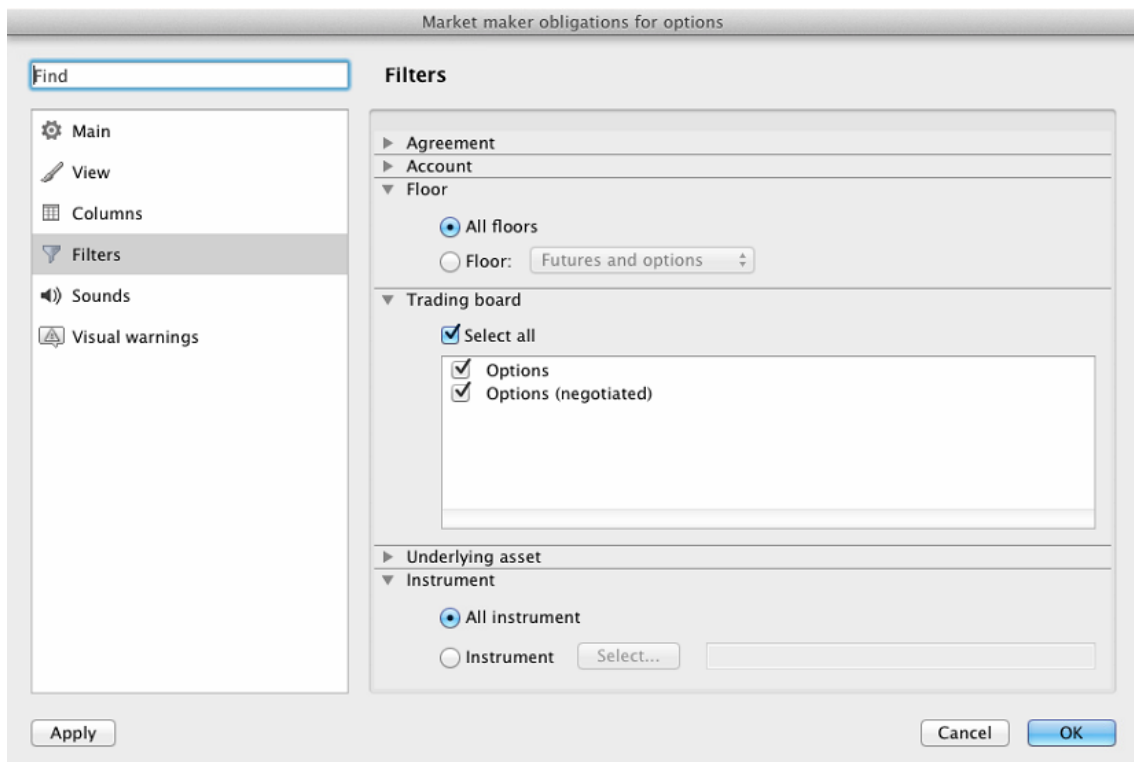 Market maker obligations for options
Find
Main
View
Columns
Filters
Sounds
Visual warnings
Filters
Agreement
Account
Floor
All floors
Floor: Futures and options
Trading board
Select all
Options
Options (negotiated)
Underlying asset
Instrument
All instrument
Instrument Select...
Apply Cancel OK